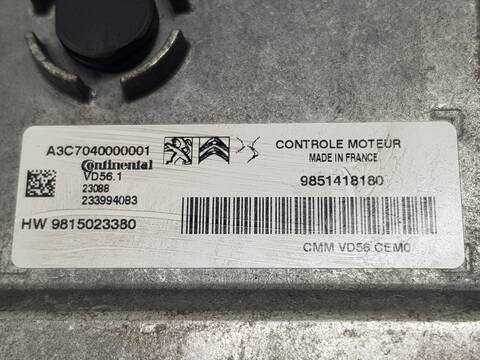 A3C7040000001
Continental
VD56.1
23088
233994083
HW 9815023380
CONTROLE MOTEUR
MADE IN FRANCE
9851418180
CMM VD56 CEM0